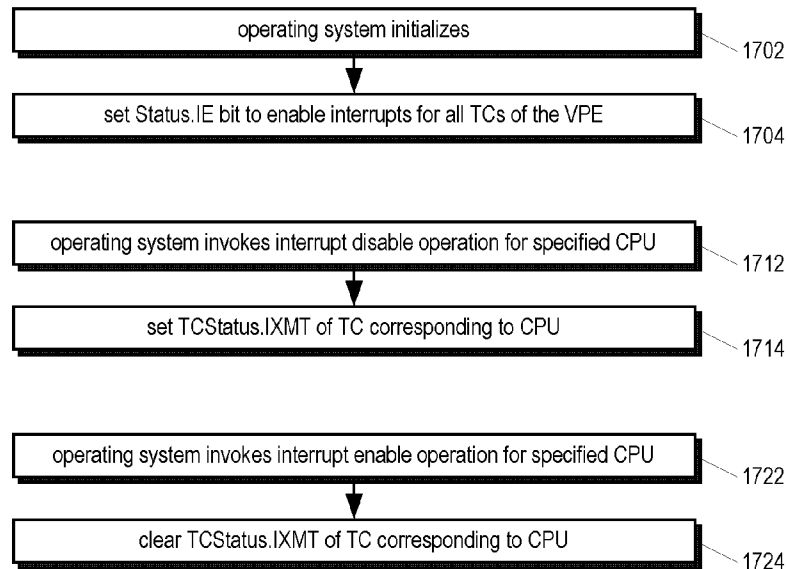 operating system initializes
1702
set Status.IE bit to enable interrupts for all TCs of the VPE
1704
operating system invokes interrupt disable operation for specified CPU
1712
set TCStatus.IXMT of TC corresponding to CPU
1714
operating system invokes interrupt enable operation for specified CPU
1722
clear TCStatus.IXMT of TC corresponding to CPU
1724